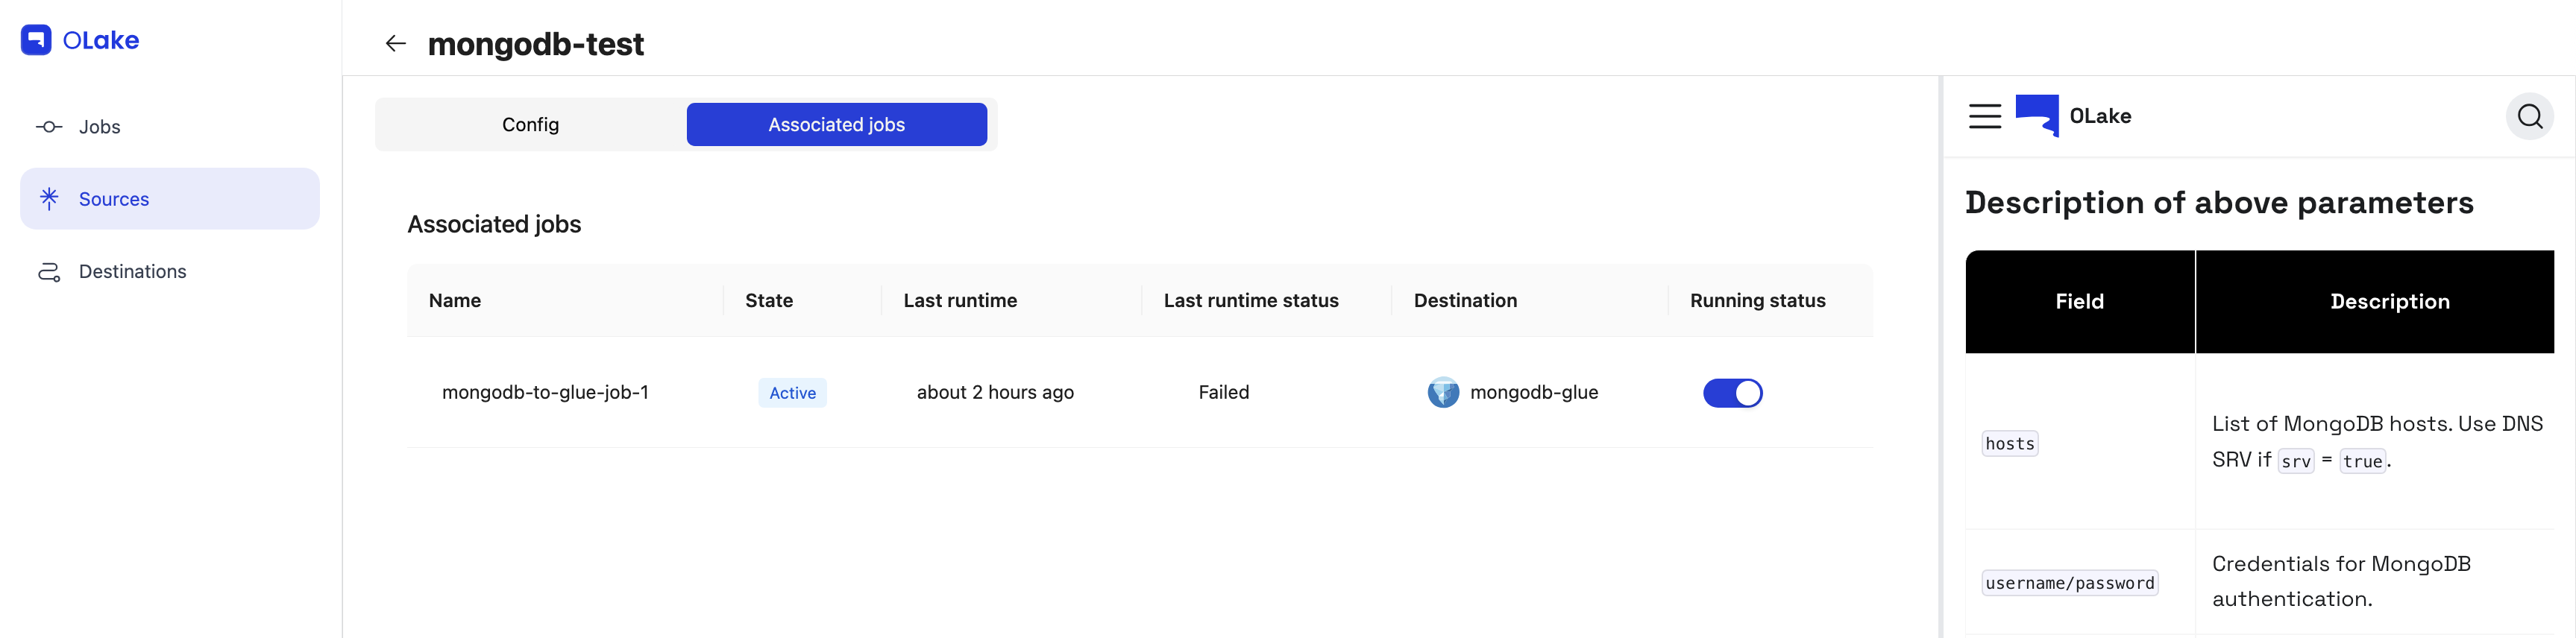 OLake
Jobs
Sources
Destinations
mongodb-test
Config
Associated jobs
Associated jobs
Name State Last runtime Last runtime status Destination Running status
mongodb-to-glue-job-1 Active about 2 hours ago Failed mongodb-glue
OLake
Description of above parameters
Field Description
hosts
List of MongoDB hosts. Use DNS
SRV if srv = true.
username/password
Credentials for MongoDB
authentication.